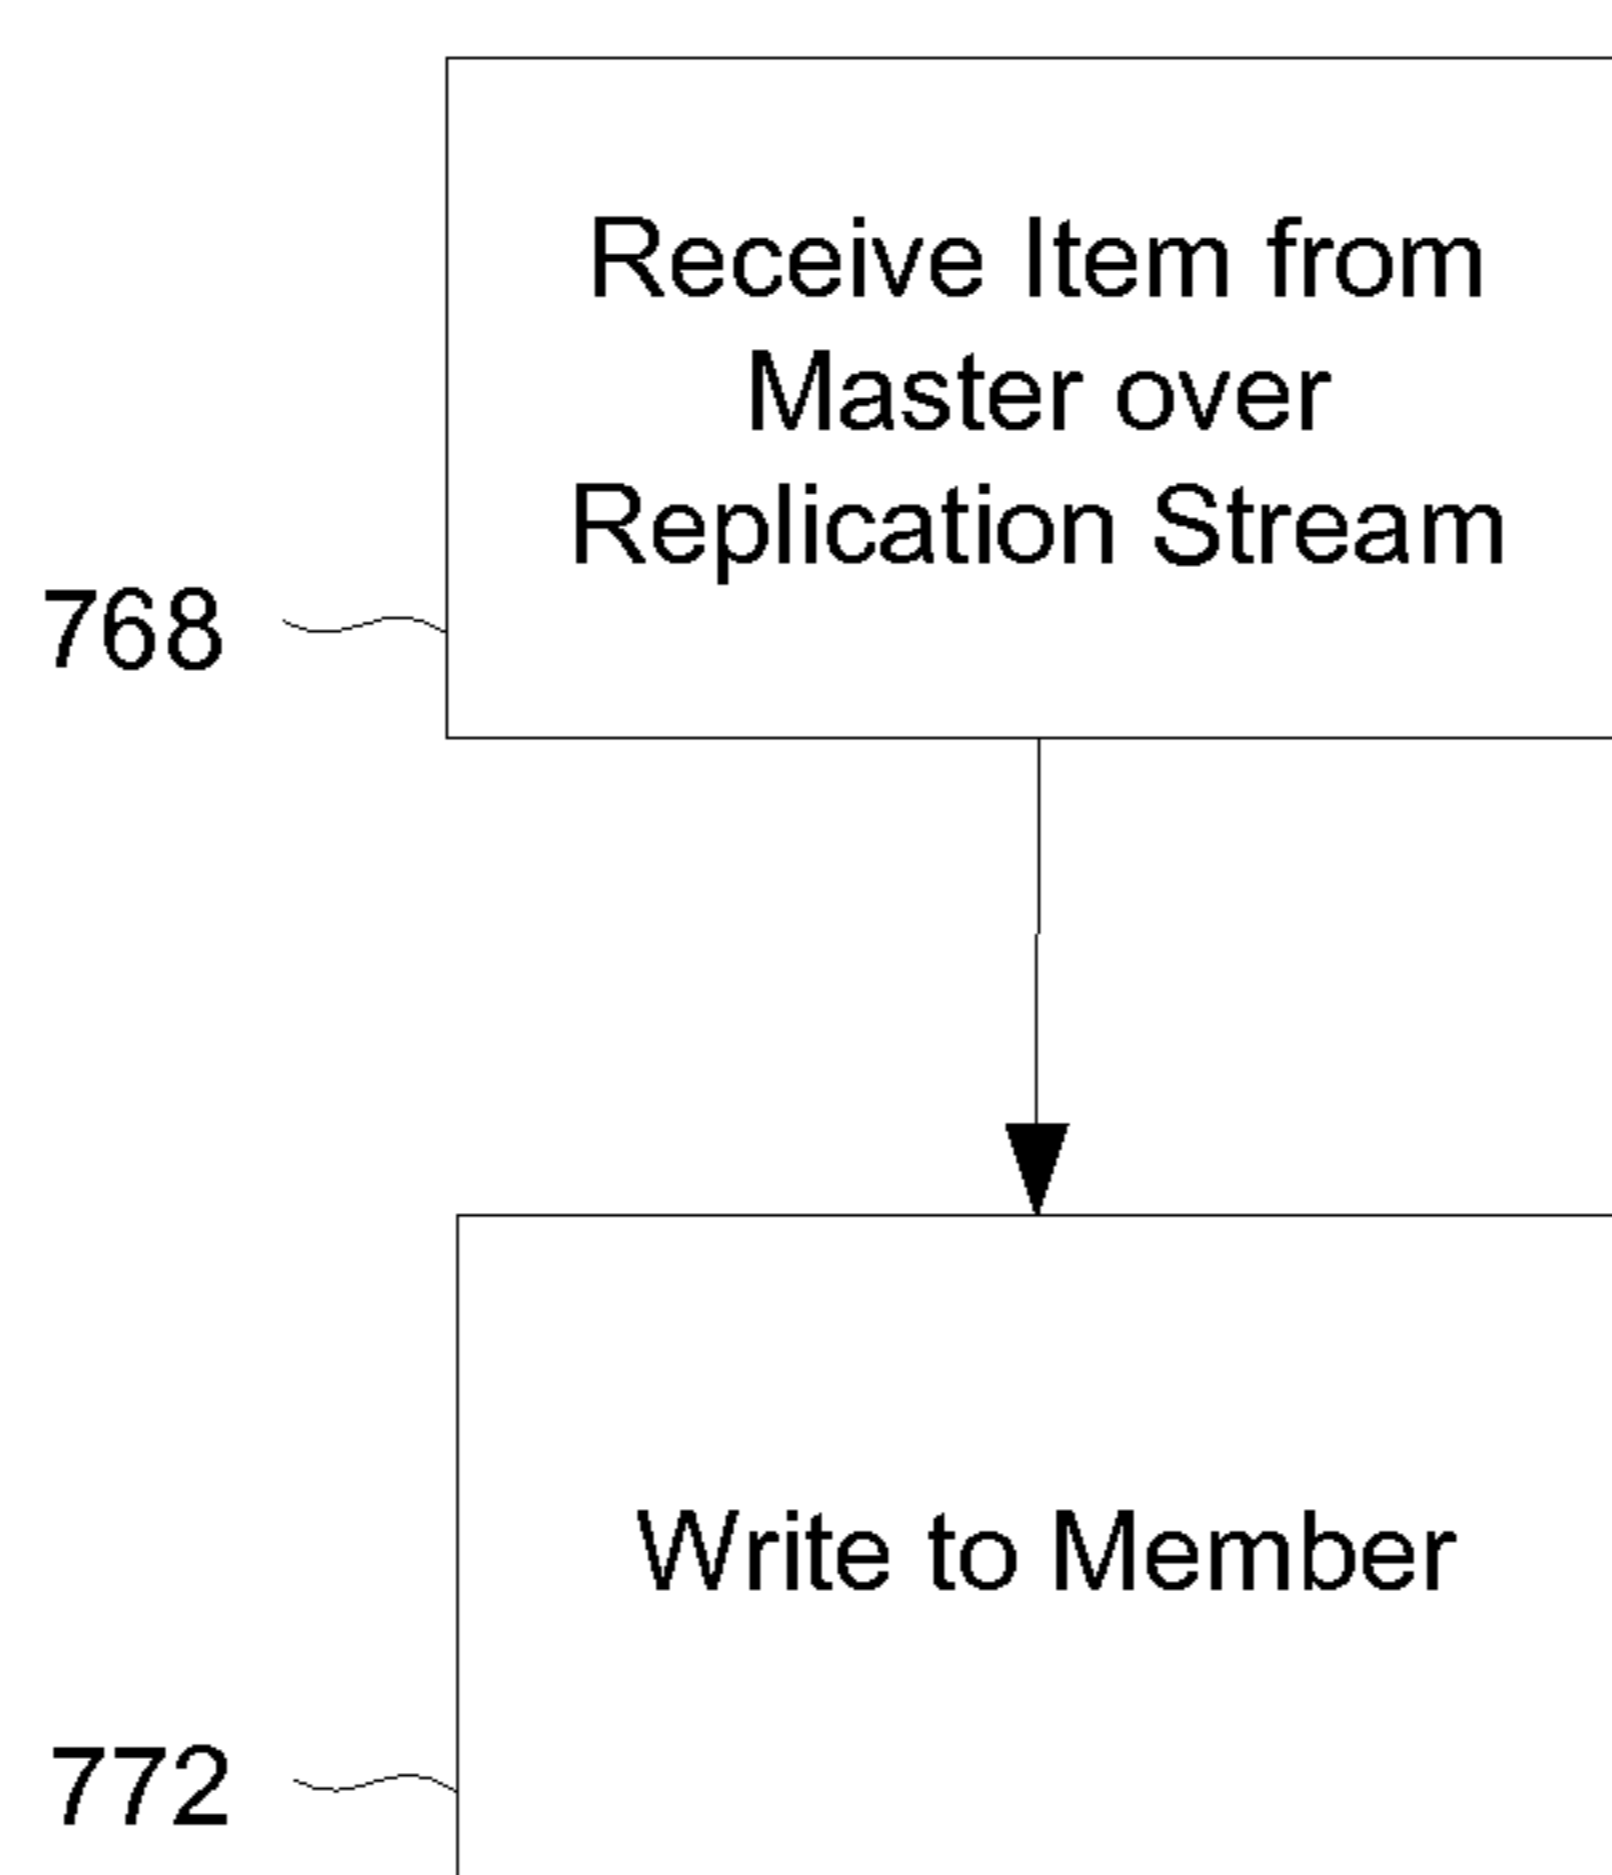 Receive Item from
Master over
Replication Stream
768
Write to Member
772